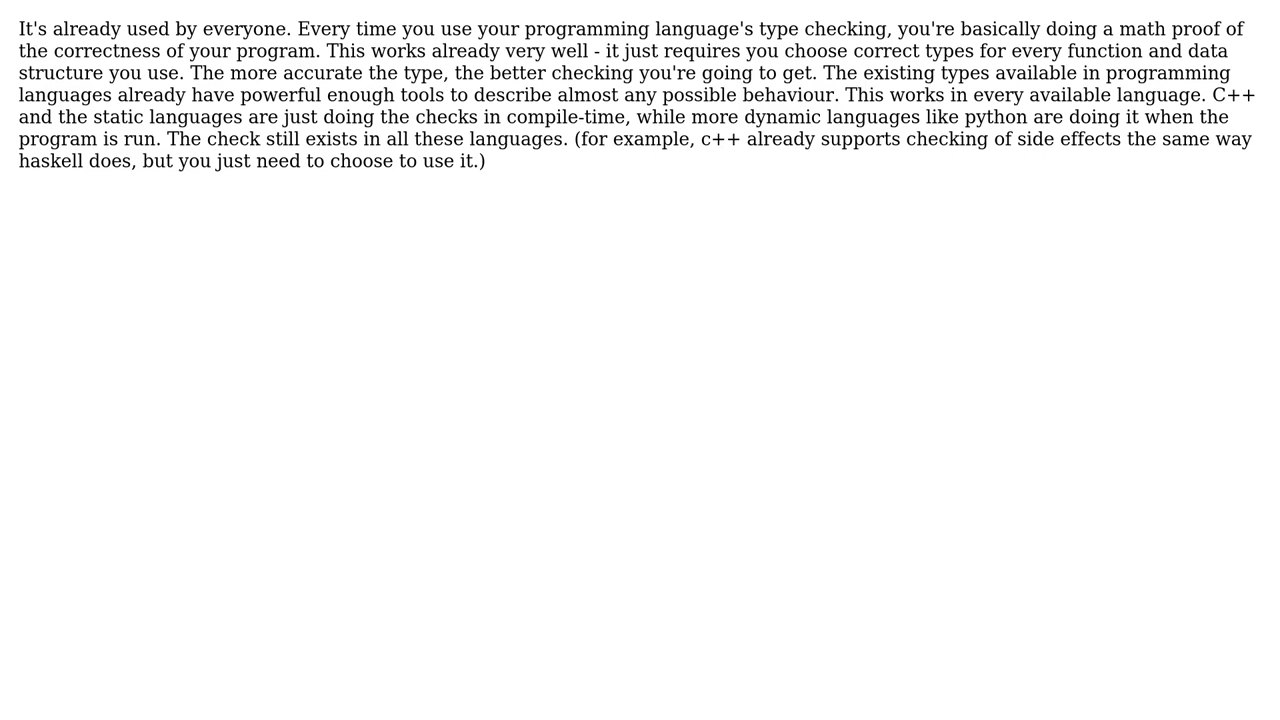 It's already used by everyone. Every time you use your programming language's type checking, you're basically doing a math proof of
the correctness of your program. This works already very well - it just requires you choose correct types for every function and data
structure you use. The more accurate the type, the better checking you're going to get. The existing types available in programming
languages already have powerful enough tools to describe almost any possible behaviour. This works in every available language. C++
and the static languages are just doing the checks in compile-time, while more dynamic languages like python are doing it when the
program is run. The check still exists in all these languages. (for example, c++ already supports checking of side effects the same way
haskell does, but you just need to choose to use it.)